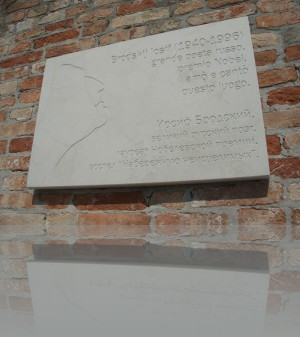 Brodskij Iosif (1940-1996)
grande poeta russo,
premio Nobel,
amò e cantò
questo luogo.
Иосиф Бродский,
великий русский поэт,
лауреат Нобелевской премии,
воспел "Набережную неисцелимых".